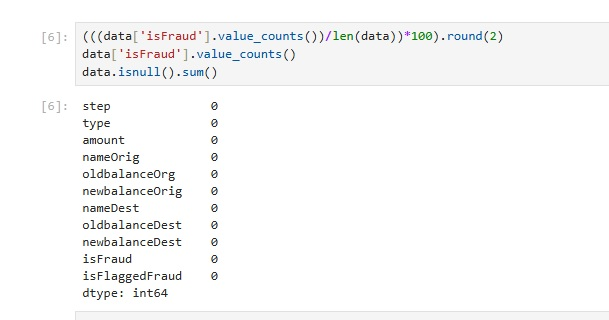 [6]: (((data['isFraud'].value_counts())/len(data))*100).round(2)
data['isFraud'].value_counts()
data.isnull().sum()
[6]: step 0
type 0
amount 0
nameOrig 0
oldbalanceOrg 0
newbalanceOrig 0
nameDest 0
oldbalanceDest 0
newbalanceDest 0
isFraud 0
isFlaggedFraud 0
dtype: int64